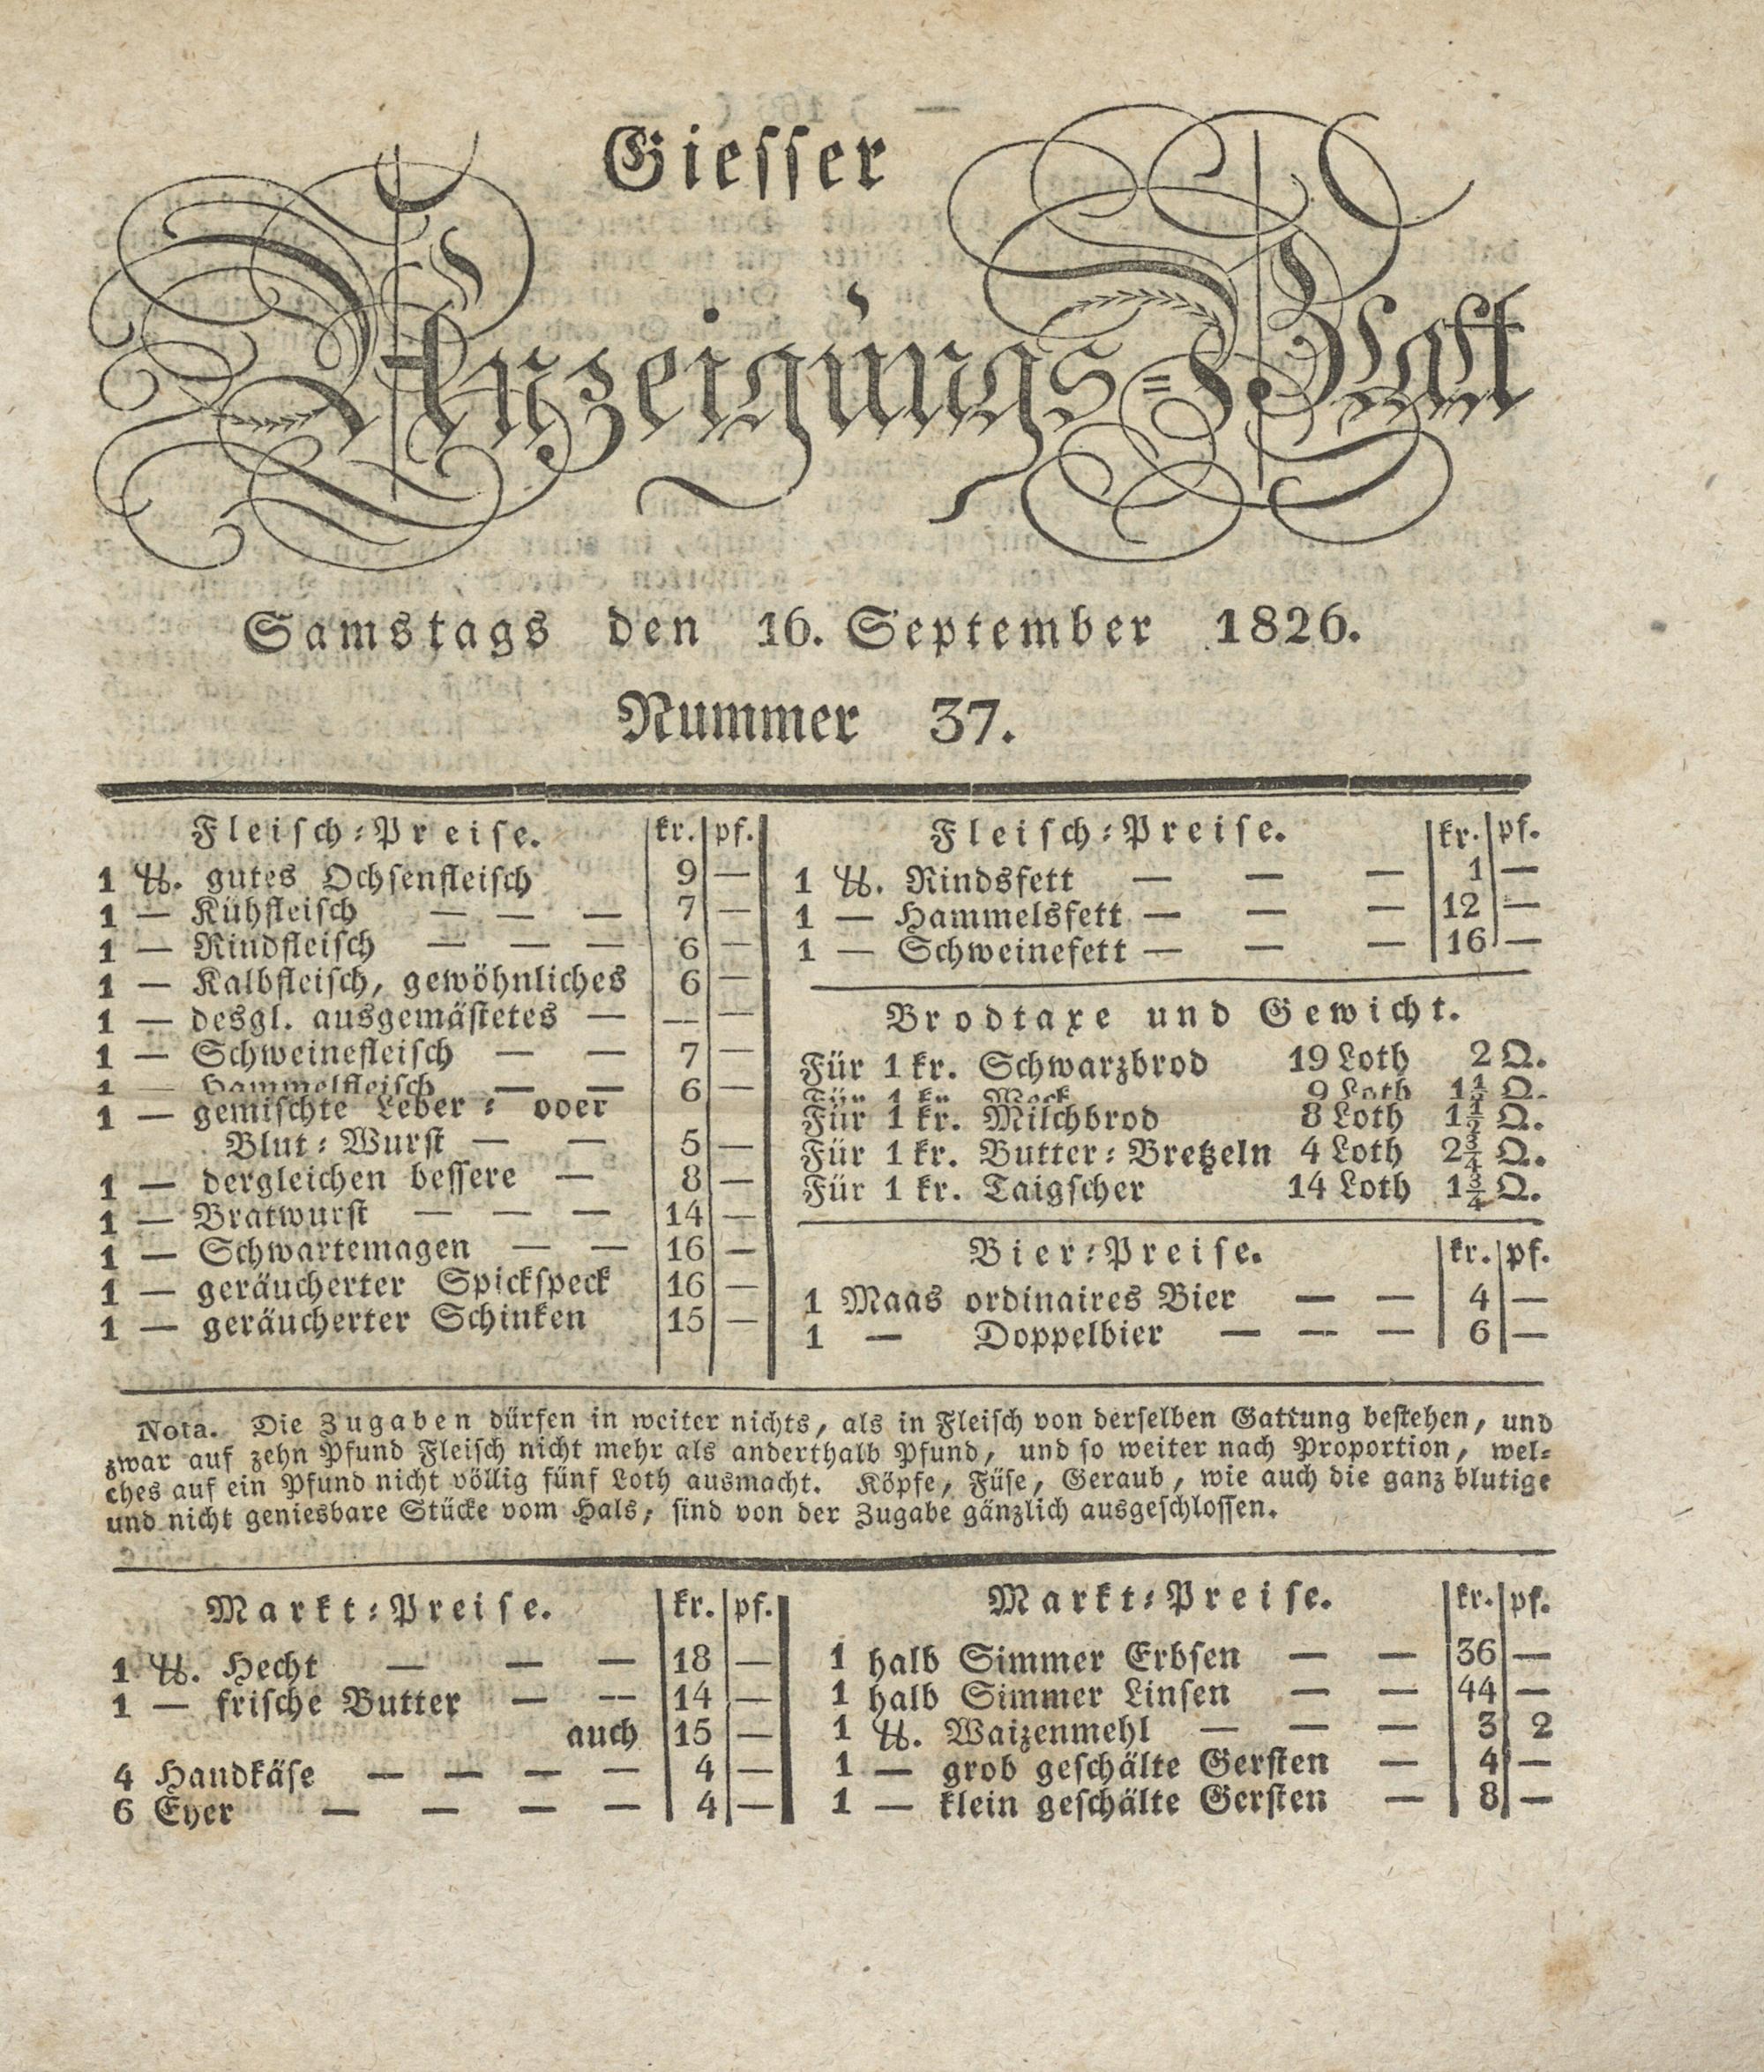 Giesser
Anzeigungs=Blatt
Samstags den 16. September 1826.
Nummer 37.
Fleisch=Preise. kr. pf.
1 ℔. gutes Ochsenfleisch 9 —
1 — Kühfleisch — — — 7 —
1 — Rindfleisch — — — 6 —
1 — Kalbfleisch, gewöhnliches 6 —
1 — desgl. ausgemästetes — — —
1 — Schweinefleisch — — 7 —
1 — Hammelfleisch — — 6 —
1 — gemischte Leber= oder
Blut=Wurst — — 5 —
1 — dergleichen bessere — 8 —
1 — Bratwurst — — — 14 —
1 — Schwartemagen — — 16 —
1 — geräucherter Spickspeck 16 —
1 — geräucherter Schinken 15 —
Fleisch=Preise. kr. pf.
1 ℔. Rindsfett — — — 1 —
1 — Hammelsfett — — — 12 —
1 — Schweinefett — — — 16 —
Brodtaxe und Gewicht.
Für 1 kr. Schwarzbrod 19 Loth 2 Q.
Für 1 kr. Weck 9 Loth Q.
Für 1 kr. Milchbrod 8 Loth 1½ Q.
Für 1 kr. Butter=Bretzeln 4 Loth 2¾ Q.
Für 1 kr. Taigscher 14 Loth 1¾ Q.
Bier=Preise. kr. pf.
1 Maas ordinaires Bier — — 4 —
1 — Doppelbier — — — 6 —
Nota. Die Zugaben dürfen in weiter nichts, als in Fleisch von derselben Gattung bestehen, und
zwar auf zehn Pfund Fleisch nicht mehr als anderthalb Pfund, und so weiter nach Proportion, wel=
ches auf ein Pfund nicht völlig fünf Loth ausmacht. Köpfe, Füse, Geraub, wie auch die ganz blutige
und nicht geniesbare Stücke vom Hals, sind von der Zugabe gänzlich ausgeschlossen.
Markt=Preise. kr. pf.
1 ℔. Hecht — — — 18 —
1 — frische Butter — — 14 —
auch 15 —
4 Handkäse — — — — 4 —
6 Eyer — — — — 4 —
Markt=Preise. kr. pf.
1 halb Simmer Erbsen — — 36 —
1 halb Simmer Linsen — — 44 —
1 ℔. Waizenmehl — — — 3 2
1 — grob geschälte Gersten — 4 —
1 — klein geschälte Gersten — 8 —